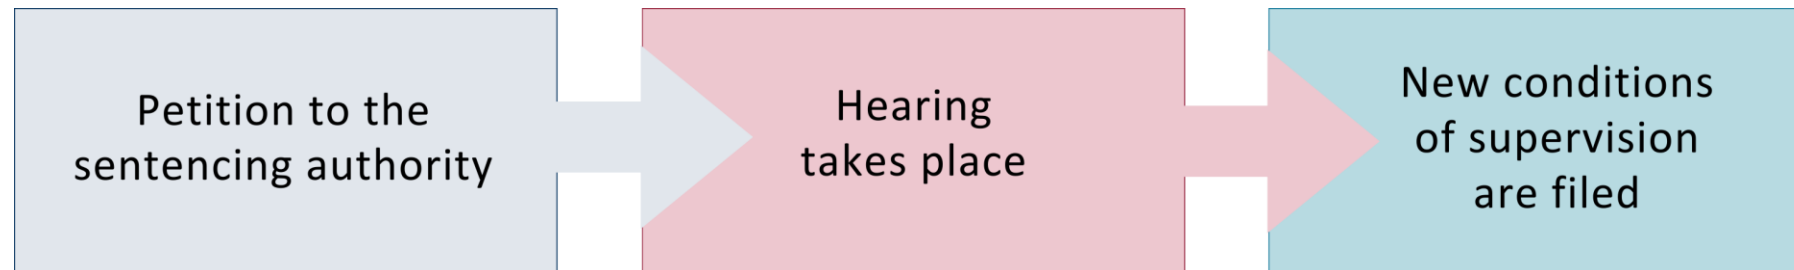 Petition to the
sentencing authority
Hearing
takes place
New conditions
of supervision
are filed